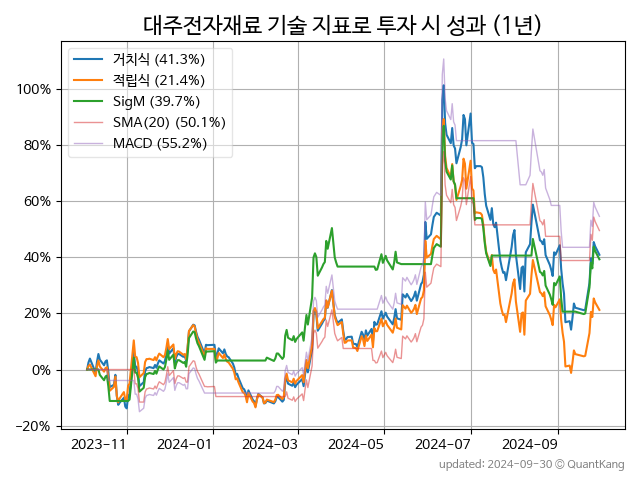 대주전자재료 기술 지표로 투자 시 성과 (1년)
거치식 (41.3%)
적립식 (21.4%)
SigM (39.7%)
SMA(20) (50.1%)
MACD (55.2%)
100%
80%
60%
40%
20%
0%
−20%
2023-11
2024-01
2024-03
2024-05
2024-07
2024-09
updated: 2024-09-30 © QuantKang